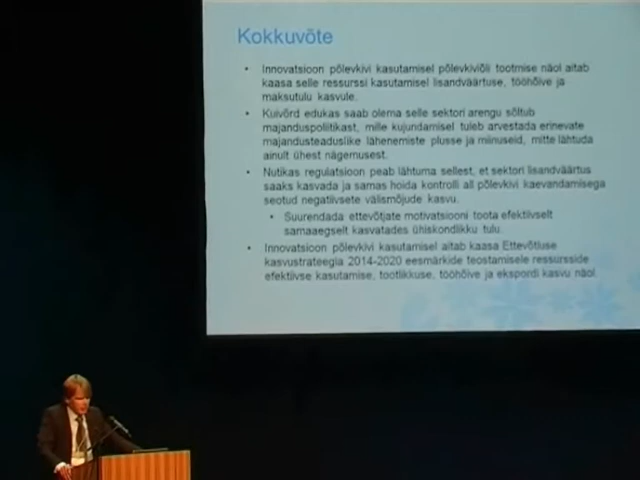 Kokkuvõte
• Innovatsioon põlevkivi kasutamisel põlevkiviõli tootmise näol aitab
kaasa selle ressurssi kasutamisel lisandväärtuse, tööhõive ja
maksutulu kasvule.
• Kuivõrd edukas saab olema selle sektori arengu sõltub
majanduspoliitikast, mille kujundamisel tuleb arvestada erinevate
majandusteaduslike lähenemiste plusse ja miinuseid, mitte lähtuda
ainult ühest nägemusest.
• Nutikas regulatsioon peab lähtuma sellest, et sektori lisandväärtus
saaks kasvada ja samas hoida kontrolli all põlevkivi kaevandamisega
seotud negatiivsete välismõjude kasvu.
• Suurendada ettevõtjate motivatsiooni toota efektiivselt
samaaegselt kasvatades ühiskondlikku tulu.
• Innovatsioon põlevkivi kasutamisel aitab kaasa Ettevõtluse
kasvustrateegia 2014-2020 eesmärkide teostamisele ressursside
efektiivse kasutamise, tootlikkuse, tööhõive ja ekspordi kasvu näol.